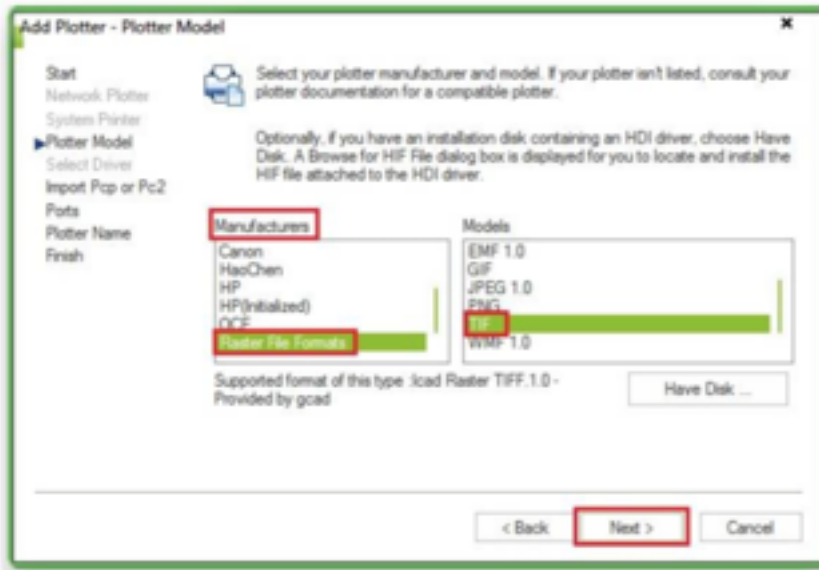 Add Plotter - Plotter Model
Start
Network Plotter
System Printer
Plotter Model
Select Driver
Import Pcp or Pc2
Ports
Plotter Name
Finish
Select your plotter manufacturer and model. If your plotter isn't listed, consult your
plotter documentation for a compatible plotter.
Optionally, if you have an installation disk containing an HDI driver, choose Have
Disk. A Browse for HIF File dialog box is displayed for you to locate and install the
HIF file attached to the HDI driver.
Manufacturers
Canon
HaoChen
HP
HP(Initialized)
OCE
Raster File Formats
Models
EMF 1.0
GIF
JPEG 1.0
PNG
TIF
WMF 1.0
Supported format of this type :Icad Raster TIFF.1.0 -
Provided by gcad
Have Disk ...
< Back
Next >
Cancel